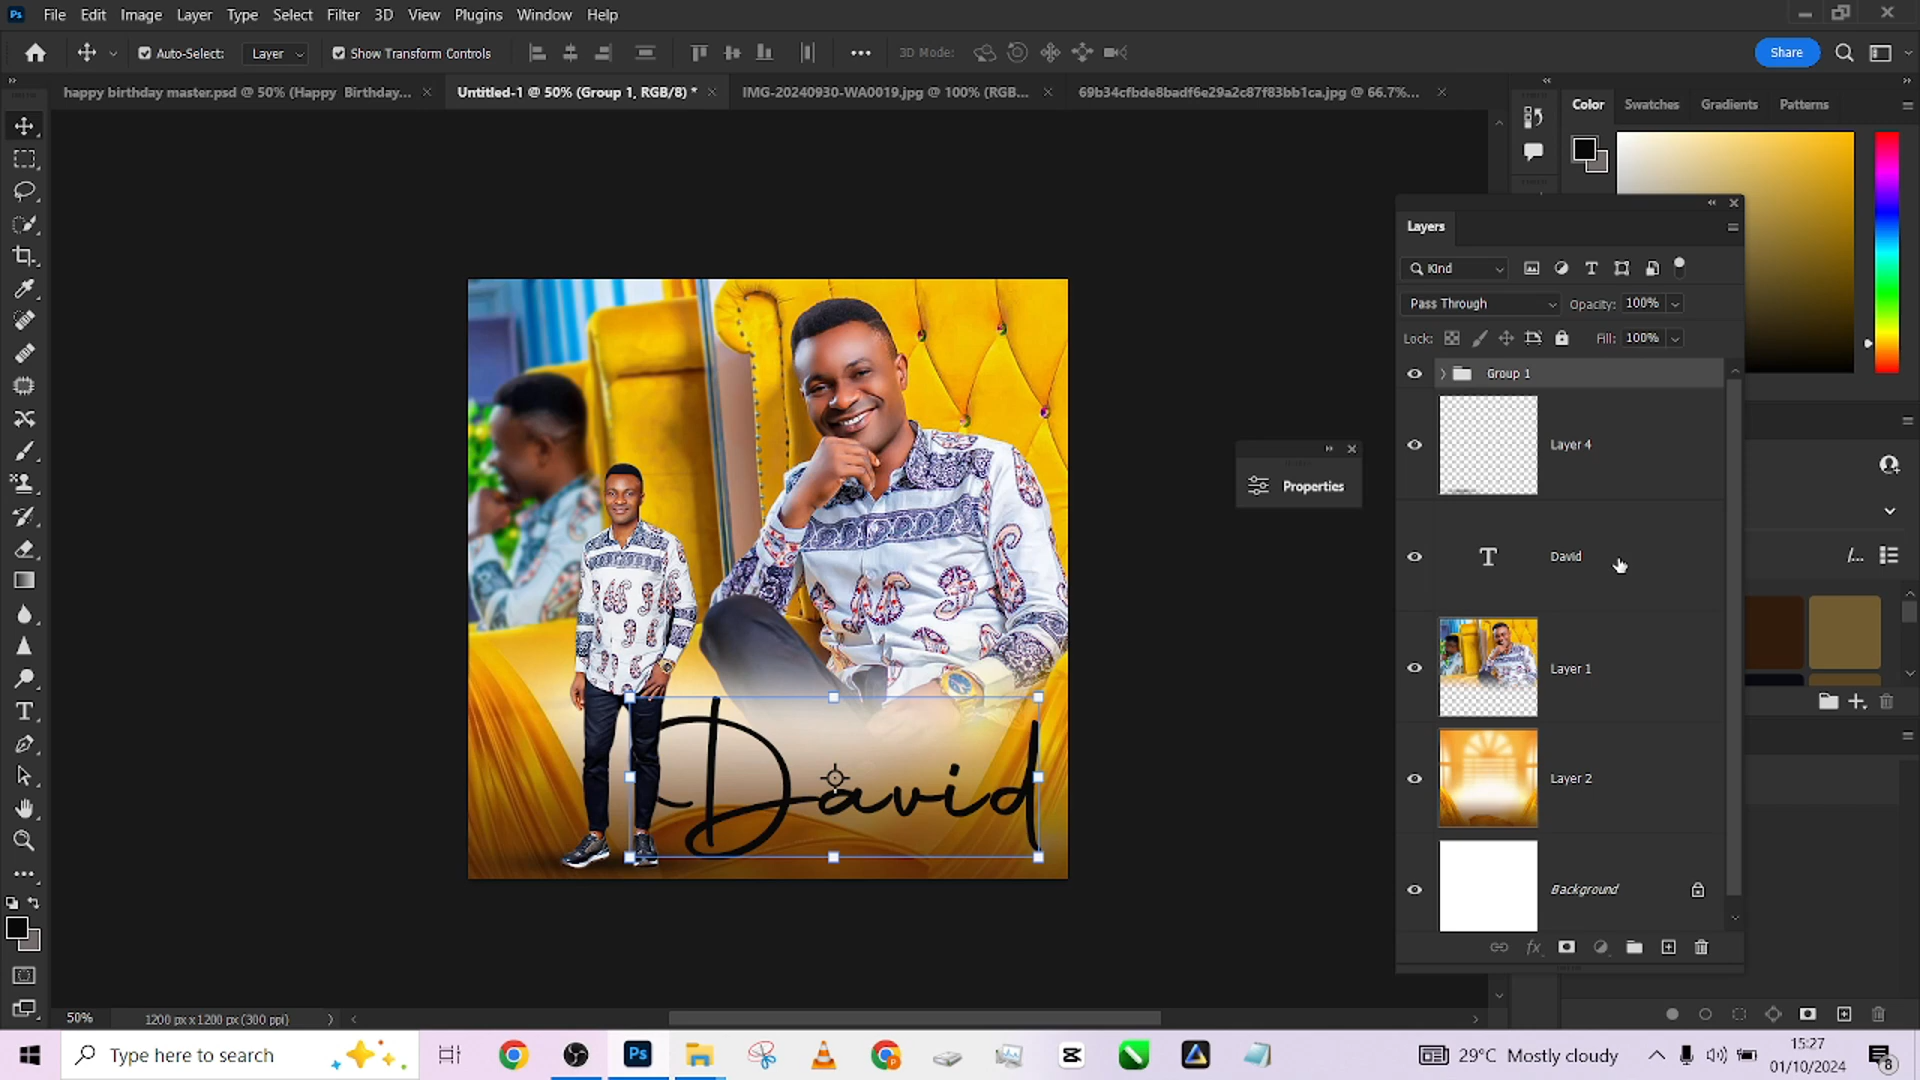 Ps File Edit Image Layer Type Select Filter 3D View Plugins Window Help
Auto-Select: Layer Show Transform Controls 3D Mode: Share
happy birthday master.psd @ 50% (Happy Birthday... Untitled-1 @ 50% (Group 1, RGB/8) * IMG-20240930-WA0019.jpg @ 100% (RGB... 69b34cfbde8badf6e29a2c87f83bb1ca.jpg @ 66.7%...
Color Swatches Gradients Patterns
Layers
Kind
Pass Through Opacity: 100%
Lock: Fill: 100%
Group 1
Layer 4
Properties
David
Layer 1
David
Layer 2
Background
50% 1200 px x 1200 px (300 ppi)
Type here to search
Ps
29°C Mostly cloudy
15:27
01/10/2024
8